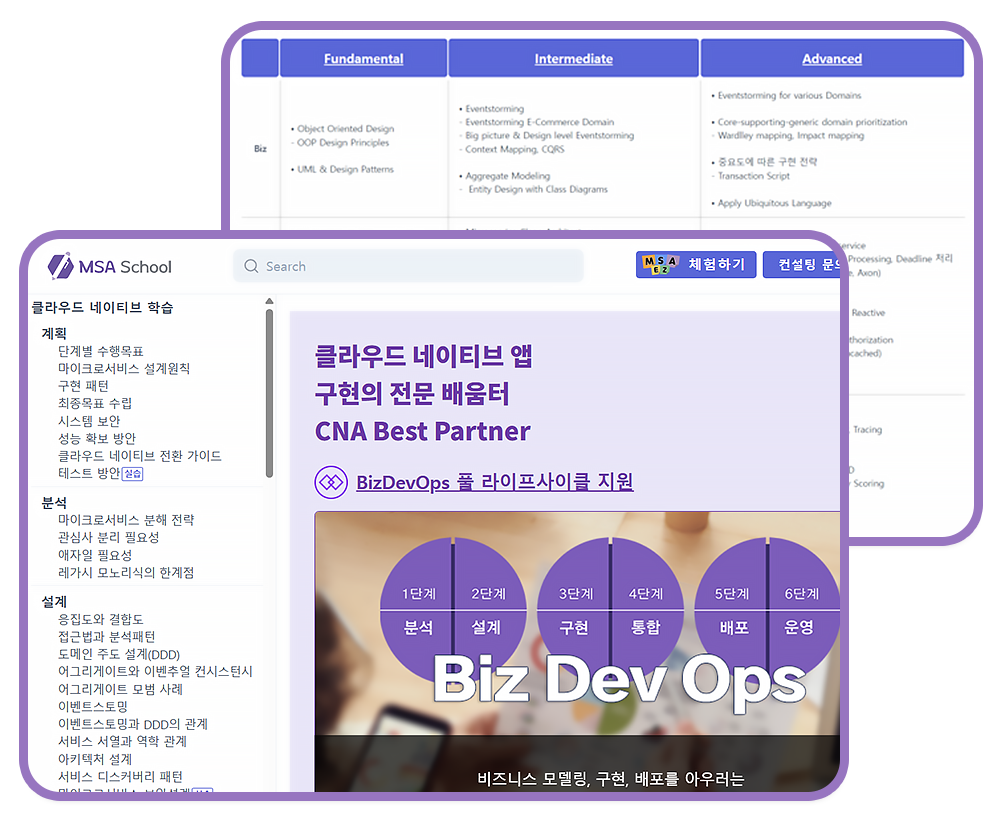 Fundamental
Intermediate
Advanced
Biz
• Object Oriented Design
- OOP Design Principles
• UML & Design Patterns
• Eventstorming
- Eventstorming E-Commerce Domain
- Big picture & Design level Eventstorming
- Context Mapping, CQRS
• Aggregate Modeling
- Entity Design with Class Diagrams
• Eventstorming for various Domains
• Core-supporting-generic domain prioritization
- Wardlley mapping, Impact mapping
• 중요도에 따른 구현 전략
- Transaction Script
• Apply Ubiquitous Language
Processing, Deadline 처리
Axon)
Reactive
Tracing
Scoring
MSA School
Search
MSA EZ 체험하기
컨설팅
클라우드 네이티브 학습
계획
단계별 수행목표
마이크로서비스 설계원칙
구현 패턴
최종목표 수립
시스템 보안
성능 확보 방안
클라우드 네이티브 전환 가이드
테스트 방안 실습
분석
마이크로서비스 분해 전략
관심사 분리 필요성
애자일 필요성
레가시 모노리식의 한계점
설계
응집도와 결합도
접근법과 분석패턴
도메인 주도 설계(DDD)
어그리게이트와 이벤추얼 컨시스턴시
어그리게이트 모범 사례
이벤트스토밍
이벤트스토밍과 DDD의 관계
서비스 서열과 역학 관계
아키텍처 설계
서비스 디스커버리 패턴
클라우드 네이티브 앱
구현의 전문 배움터
CNA Best Partner
BizDevOps 풀 라이프사이클 지원
1단계 2단계 3단계 4단계 5단계 6단계
분석 설계 구현 통합 배포 운영
Biz Dev Ops
비즈니스 모델링, 구현, 배포를 아우러는